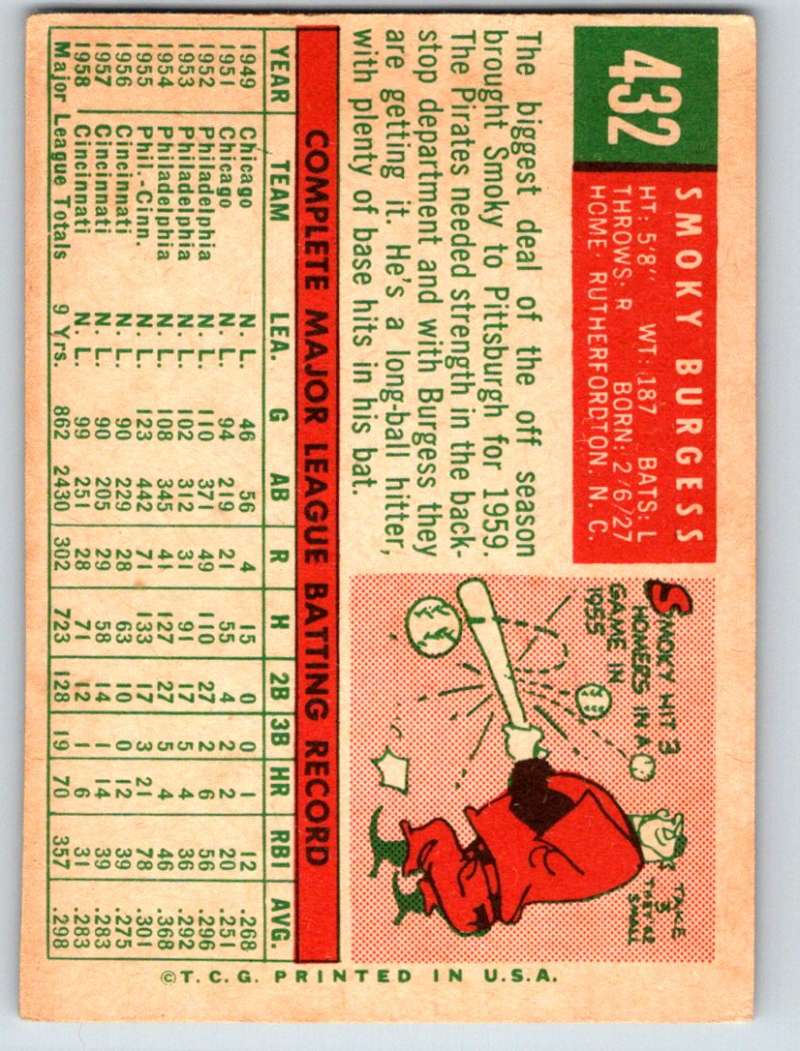 432
SMOKY BURGESS
HT: 5'8" WT: 187 BATS: L
THROWS: R BORN: 2/6/27
HOME: RUTHERFORDTON, N. C.
The biggest deal of the off season
brought Smoky to Pittsburgh for 1959.
The Pirates needed strength in the back-
stop department and with Burgess they
are getting it. He's a long-ball hitter,
with plenty of base hits in his bat.
SMOKY HIT 3
HOMERS IN A
GAME IN
1955
TAKE
3
THEY'RE
SMALL
COMPLETE MAJOR LEAGUE BATTING RECORD
YEAR TEAM LEA. G AB R H 2B 3B HR RBI AVG.
1949 Chicago N. L. 46 56 4 15 0 0 1 12 .268
1951 Chicago N. L. 94 219 21 55 4 2 2 20 .251
1952 Philadelphia N. L. 110 371 49 110 27 2 6 56 .296
1953 Philadelphia N. L. 102 312 31 91 17 5 4 36 .292
1954 Philadelphia N. L. 108 345 41 127 27 5 4 46 .368
1955 Phil.-Cinn. N. L. 123 442 71 133 17 3 21 78 .301
1956 Cincinnati N. L. 90 229 28 63 10 0 12 39 .275
1957 Cincinnati N. L. 90 205 29 58 14 1 14 39 .283
1958 Cincinnati N. L. 99 251 28 71 12 1 6 31 .283
Major League Totals 9 Yrs. 862 2430 302 723 128 19 70 357 .298
©T.C.G. PRINTED IN U.S.A.